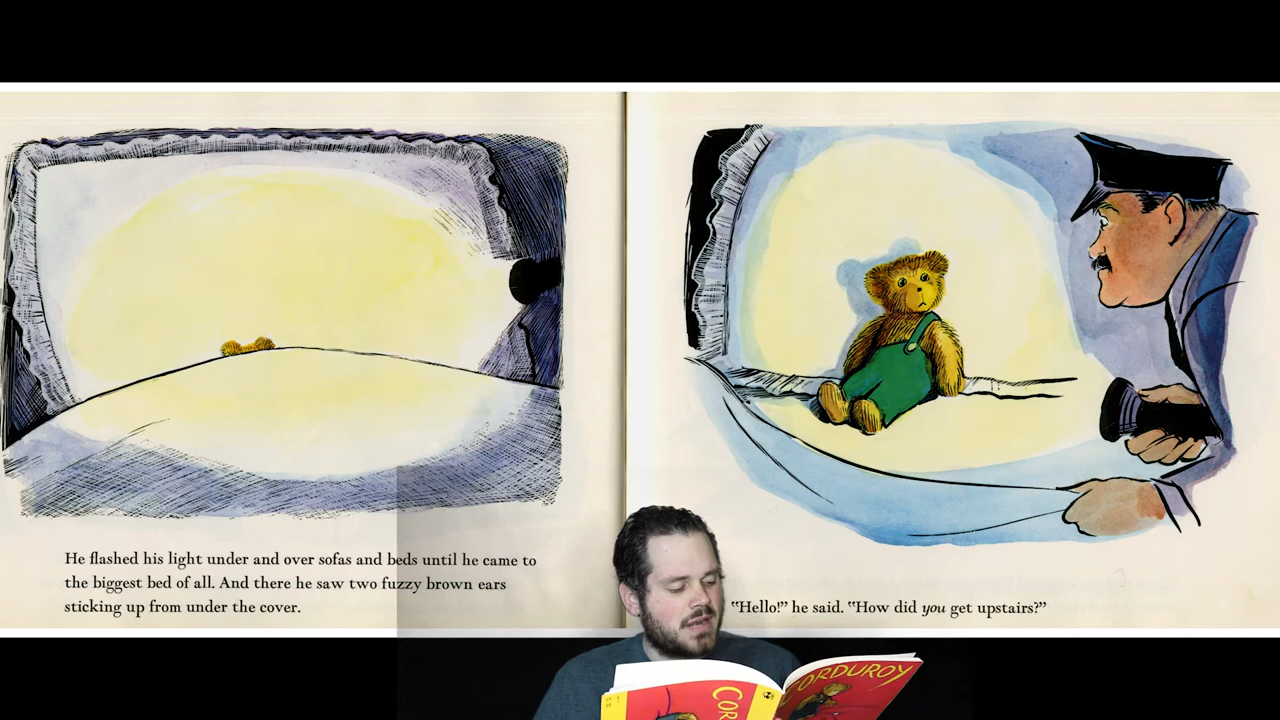 He flashed his light under and over sofas and beds until he came to
the biggest bed of all. And there he saw two fuzzy brown ears
sticking up from under the cover.
"Hello!" he said. "How did you get upstairs?"
COR
CORDUROY